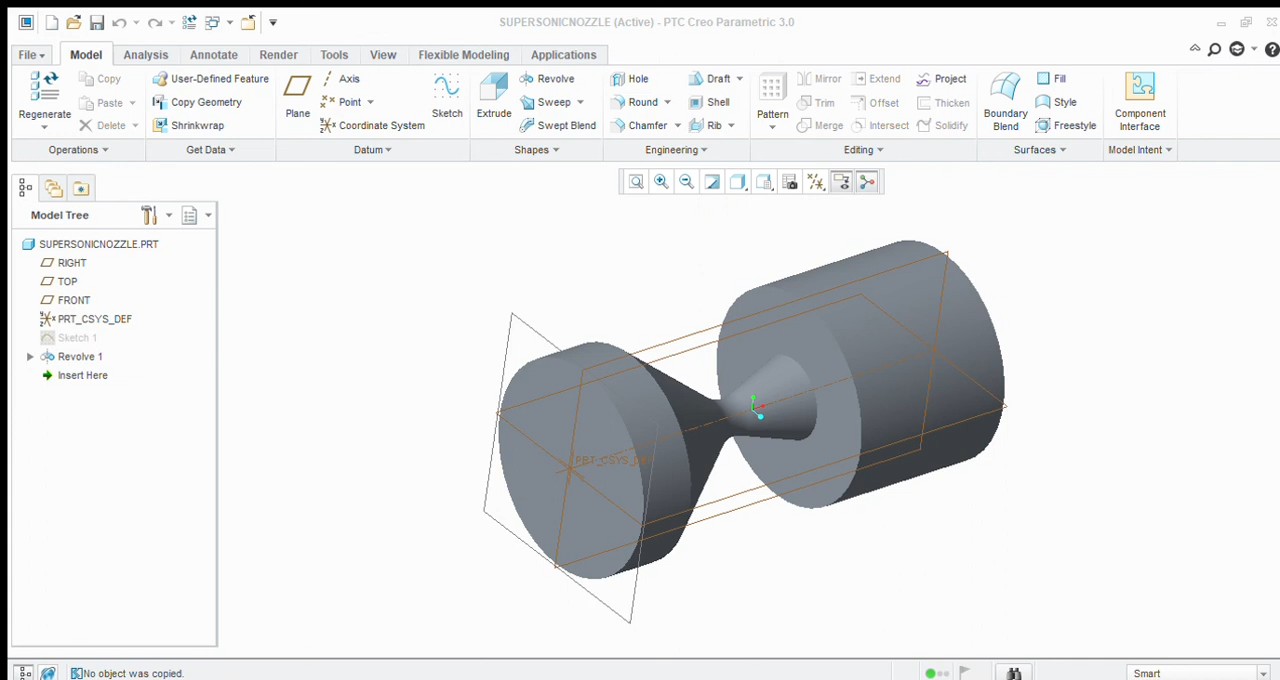 SUPERSONICNOZZLE (Active) - PTC Creo Parametric 3.0
File Model Analysis Annotate Render Tools View Flexible Modeling Applications
Regenerate Copy Paste Delete User-Defined Feature Copy Geometry Shrinkwrap Plane Axis Point Coordinate System Sketch Extrude Revolve Sweep Swept Blend Hole Round Chamfer Draft Shell Rib Pattern Mirror Trim Merge Extend Offset Intersect Project Thicken Solidify Boundary Blend Fill Style Freestyle Component Interface
Operations Get Data Datum Shapes Engineering Editing Surfaces Model Intent
Model Tree
SUPERSONICNOZZLE.PRT
RIGHT
TOP
FRONT
PRT_CSYS_DEF
Sketch 1
Revolve 1
Insert Here
PRT_CSYS_DEF
No object was copied.
Smart